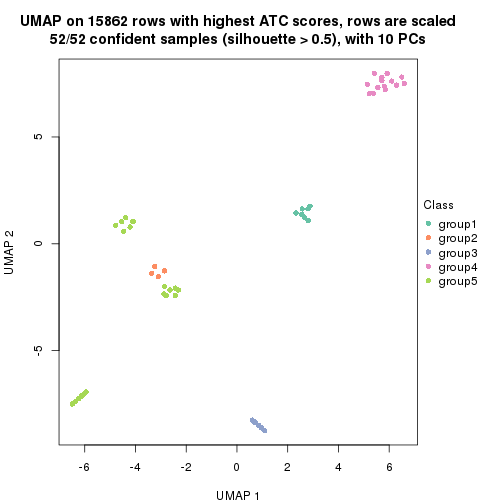 UMAP on 15862 rows with highest ATC scores, rows are scaled
52/52 confident samples (silhouette > 0.5), with 10 PCs
5
0
-5
UMAP 2
-6
-4
-2
0
2
4
6
UMAP 1
Class
group1
group2
group3
group4
group5